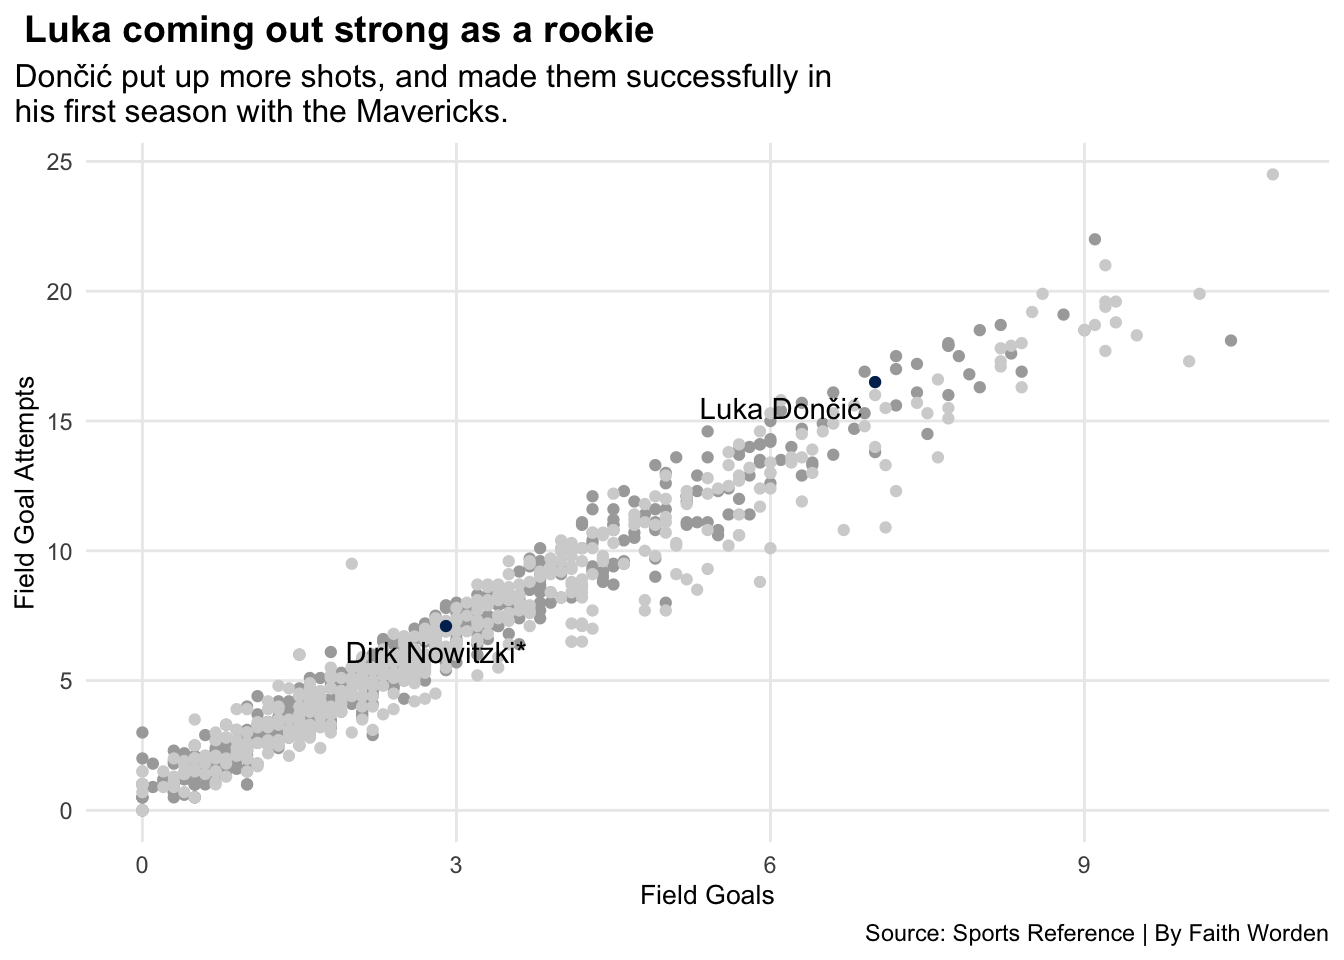 Luka coming out strong as a rookie
Dončić put up more shots, and made them successfully in
his first season with the Mavericks.
25
20
15
10
5
0
Field Goal Attempts
Luka Dončić
Dirk Nowitzki*
0 3 6 9
Field Goals
Source: Sports Reference | By Faith Worden